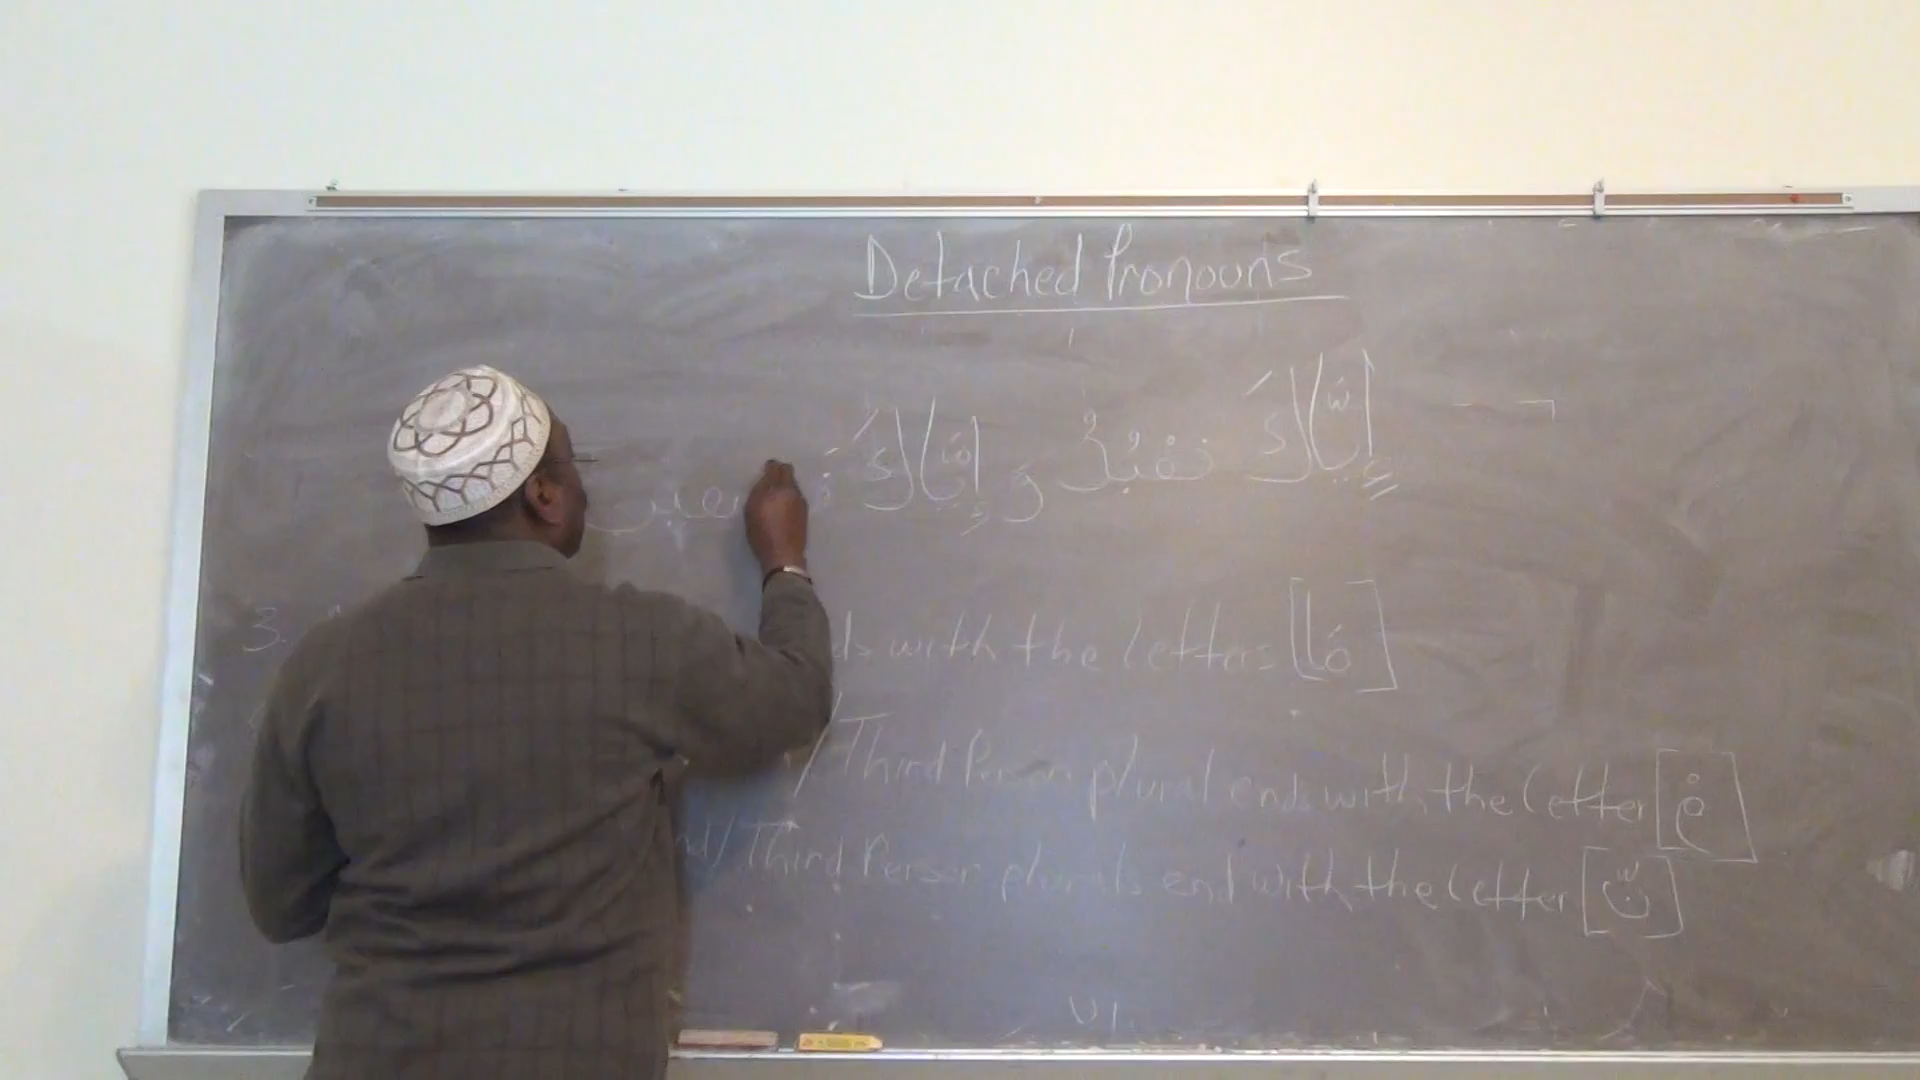 Detached Pronouns
إِيَّاكَ نَعْبُدُ وَ إِيَّاكَ
3.
with the letters [مَا]
/Third Person plural ends with the letter [مْ]
/Third Person plurals end with the letter [نَّ]